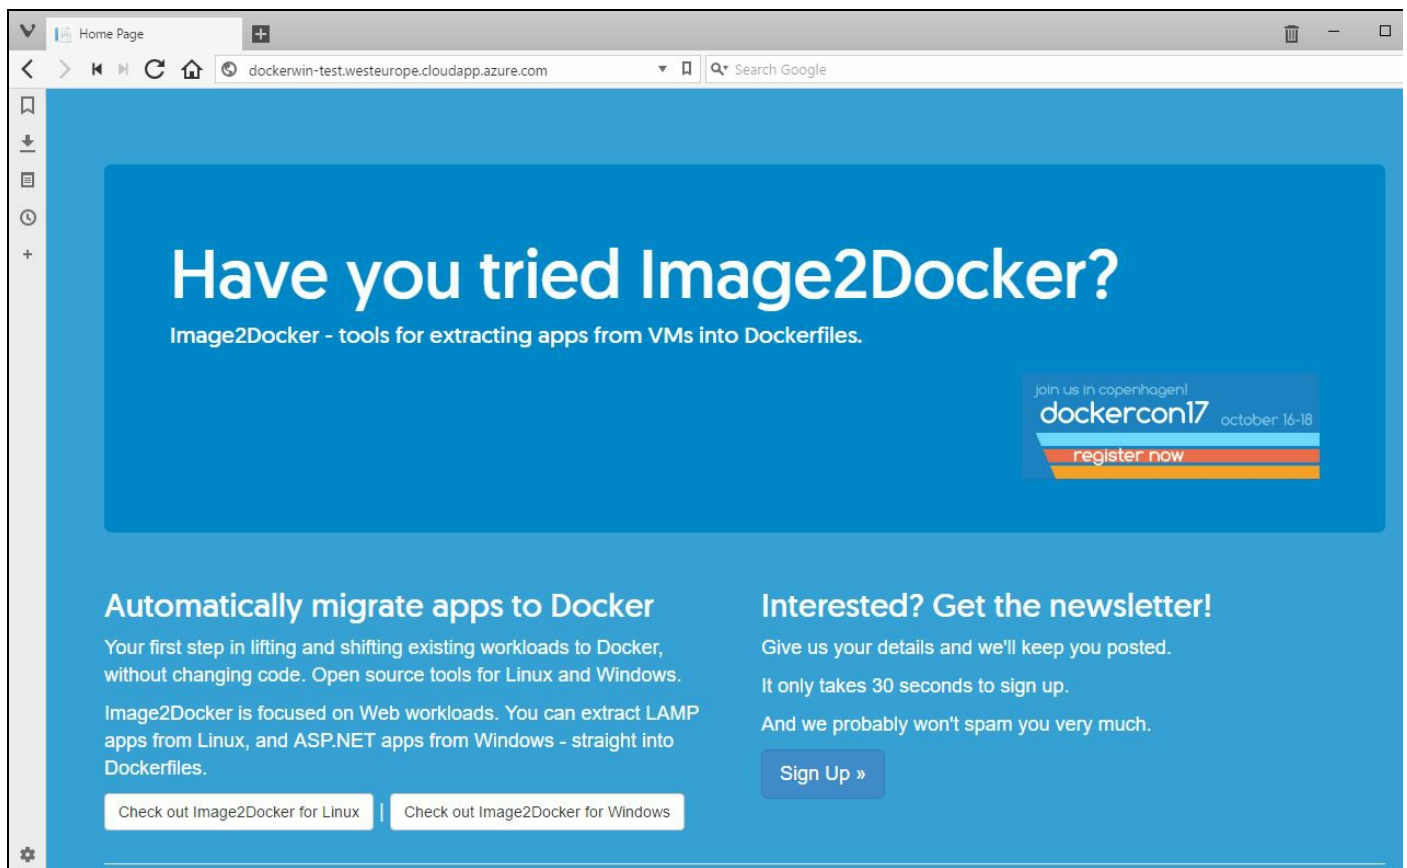 Home Page
dockerwin-test.westeurope.cloudapp.azure.com
Search Google
Have you tried Image2Docker?
Image2Docker - tools for extracting apps from VMs into Dockerfiles.
join us in copenhagen!
dockercon17 october 16-18
register now
Automatically migrate apps to Docker
Your first step in lifting and shifting existing workloads to Docker,
without changing code. Open source tools for Linux and Windows.
Image2Docker is focused on Web workloads. You can extract LAMP
apps from Linux, and ASP.NET apps from Windows - straight into
Dockerfiles.
Check out Image2Docker for Linux | Check out Image2Docker for Windows
Interested? Get the newsletter!
Give us your details and we'll keep you posted.
It only takes 30 seconds to sign up.
And we probably won't spam you very much.
Sign Up »